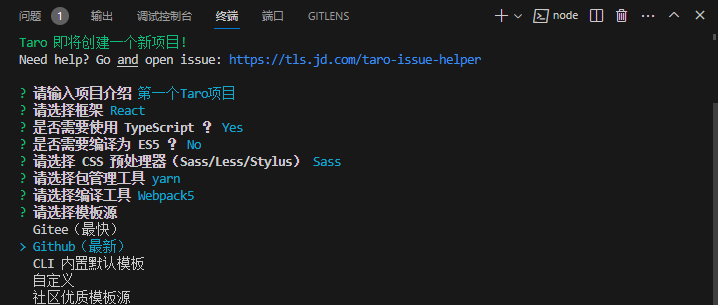 问题 1 输出 调试控制台 终端 端口 GITLENS node
Taro 即将创建一个新项目!
Need help? Go and open issue: https://tls.jd.com/taro-issue-helper
? 请输入项目介绍 第一个Taro项目
? 请选择框架 React
? 是否需要使用 TypeScript ? Yes
? 是否需要编译为 ES5 ? No
? 请选择 CSS 预处理器（Sass/Less/Stylus） Sass
? 请选择包管理工具 yarn
? 请选择编译工具 Webpack5
? 请选择模板源
Gitee（最快）
> Github（最新）
CLI 内置默认模板
自定义
社区优质模板源